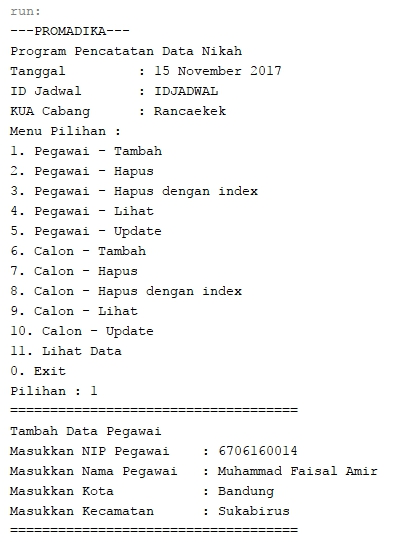 run:
---PROMADIKA---
Program Pencatatan Data Nikah
Tanggal         : 15 November 2017
ID Jadwal       : IDJADWAL
KUA Cabang      : Rancaekek
Menu Pilihan :
1. Pegawai - Tambah
2. Pegawai - Hapus
3. Pegawai - Hapus dengan index
4. Pegawai - Lihat
5. Pegawai - Update
6. Calon - Tambah
7. Calon - Hapus
8. Calon - Hapus dengan index
9. Calon - Lihat
10. Calon - Update
11. Lihat Data
0. Exit
Pilihan : 1
====================================
Tambah Data Pegawai
Masukkan NIP Pegawai    : 6706160014
Masukkan Nama Pegawai   : Muhammad Faisal Amir
Masukkan Kota           : Bandung
Masukkan Kecamatan      : Sukabirus
====================================